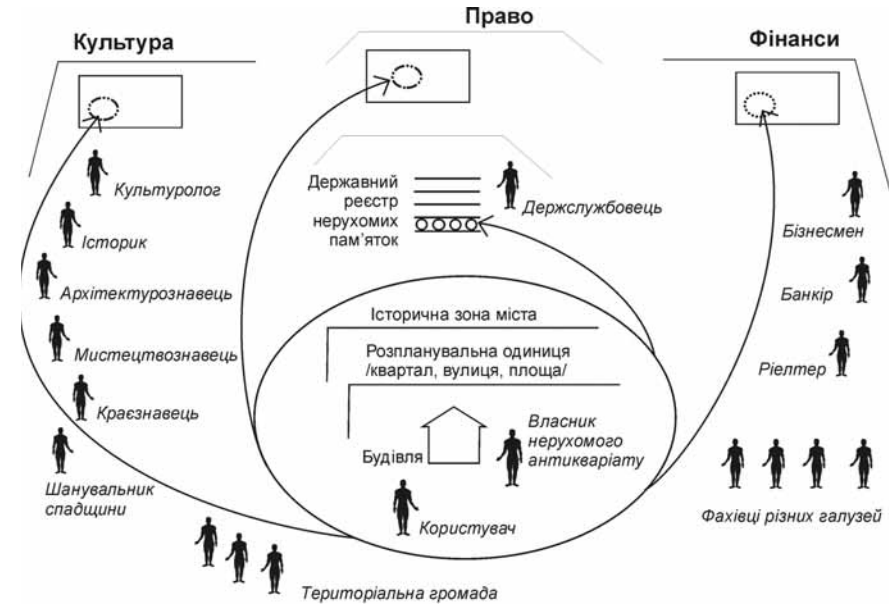 Культура
Право
Фінанси
Культуролог
Історик
Архітектурознавець
Мистецтвознавець
Краєзнавець
Шанувальник
спадщини
Державний
реєстр
нерухомих
пам’яток
Держслужбовець
Історична зона міста
Розпланувальна одиниця
/квартал, вулиця, площа/
Будівля
Власник
нерухомого
антикваріату
Користувач
Територіальна громада
Бізнесмен
Банкір
Ріелтер
Фахівці різних галузей